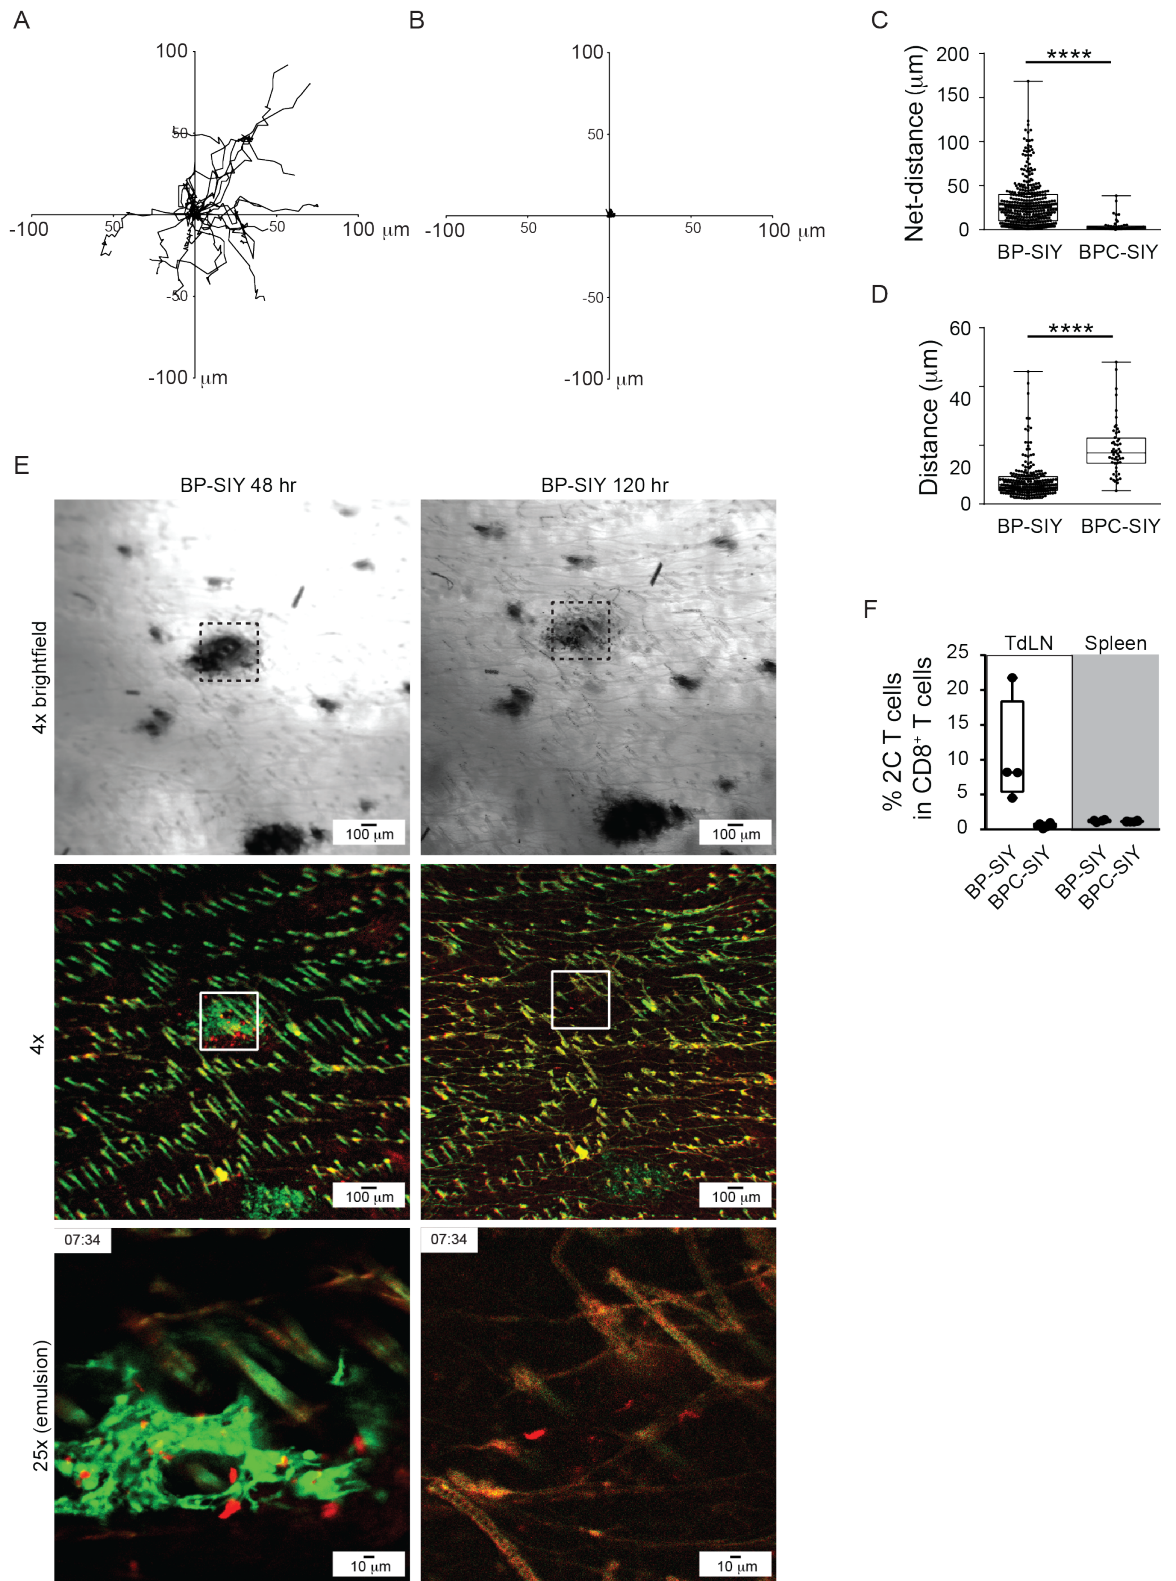 A
100
50
-100
50
50
100 μm
-50
-100 μm
B
100
50
-100
50
50
100 μm
-50
-100 μm
C
Net-distance (μm)
200
150
100
50
0
****
BP-SIY
BPC-SIY
D
Distance (μm)
60
40
20
0
****
BP-SIY
BPC-SIY
E
BP-SIY 48 hr
BP-SIY 120 hr
4x brightfield
100 μm
100 μm
4x
100 μm
100 μm
25x (emulsion)
07:34
07:34
10 μm
10 μm
F
TdLN
Spleen
% 2C T cells
in CD8⁺ T cells
25
20
15
10
5
0
BP-SIY
BPC-SIY
BP-SIY
BPC-SIY